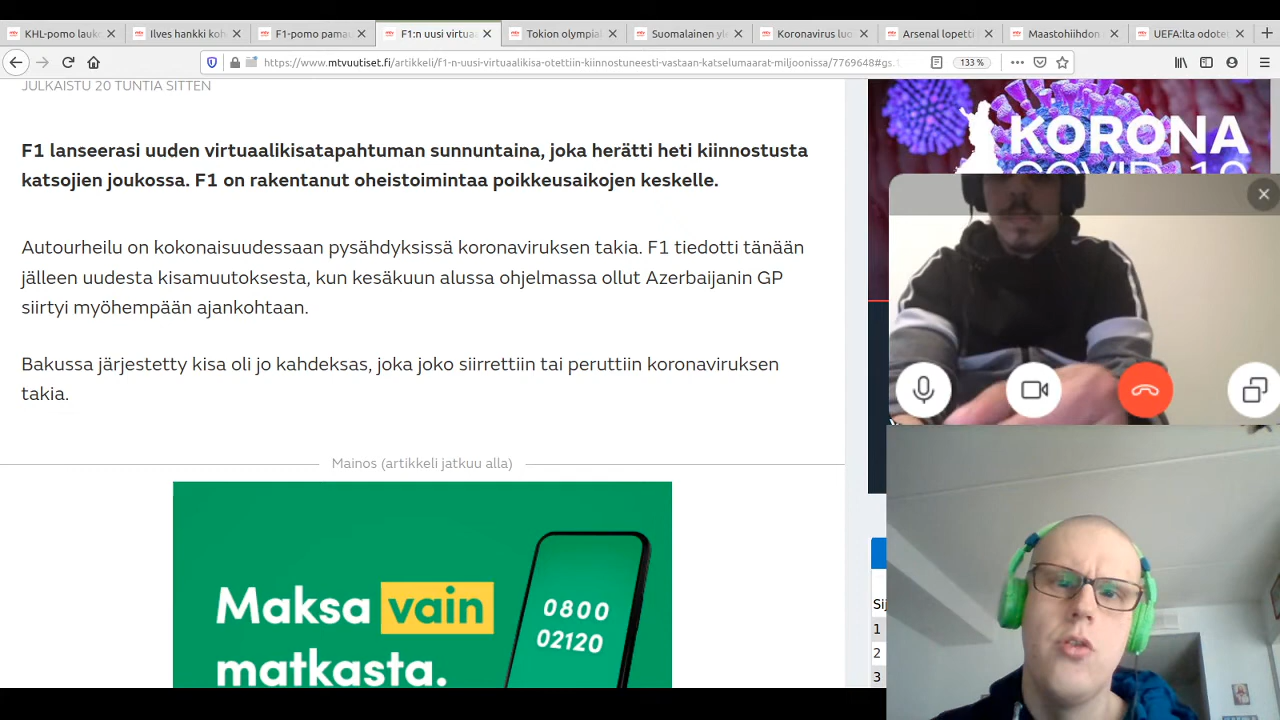 KHL-pomo lauk
Ilves hankki koh
F1-pomo pamau
F1:n uusi virtua
Tokion olympial
Suomalainen yle
Koronavirus luo
Arsenal lopetti
Maastohiihdon
UEFA:lta odote
https://www.mtvuutiset.fi/artikkeli/f1-n-uusi-virtuaalikisa-otettiin-kiinnostuneesti-vastaan-katselumaarat-miljoonissa/7769648#gs.
133 %
JULKAISTU 20 TUNTIA SITTEN
F1 lanseerasi uuden virtuaalikisatapahtuman sunnuntaina, joka herätti heti kiinnostusta
katsojien joukossa. F1 on rakentanut oheistoimintaa poikkeusaikojen keskelle.
Autourheilu on kokonaisuudessaan pysähdyksissä koronaviruksen takia. F1 tiedotti tänään
jälleen uudesta kisamuutoksesta, kun kesäkuun alussa ohjelmassa ollut Azerbaijanin GP
siirtyi myöhempään ajankohtaan.
Bakussa järjestetty kisa oli jo kahdeksas, joka joko siirrettiin tai peruttiin koronaviruksen
takia.
Mainos (artikkeli jatkuu alla)
Maksa vain
matkasta.
0800
02120
KORONA
COVID-19
Sij
1
2
3